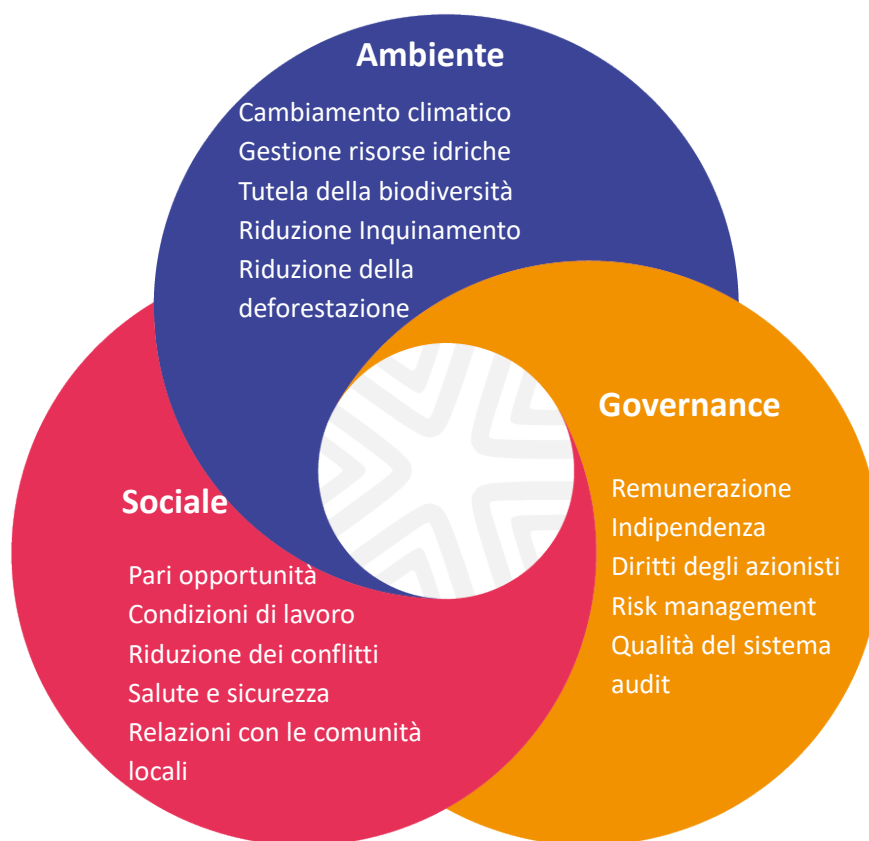 Ambiente
Cambiamento climatico
Gestione risorse idriche
Tutela della biodiversità
Riduzione Inquinamento
Riduzione della
deforestazione
Governance
Remunerazione
Indipendenza
Diritti degli azionisti
Risk management
Qualità del sistema
audit
Sociale
Pari opportunità
Condizioni di lavoro
Riduzione dei conflitti
Salute e sicurezza
Relazioni con le comunità
locali